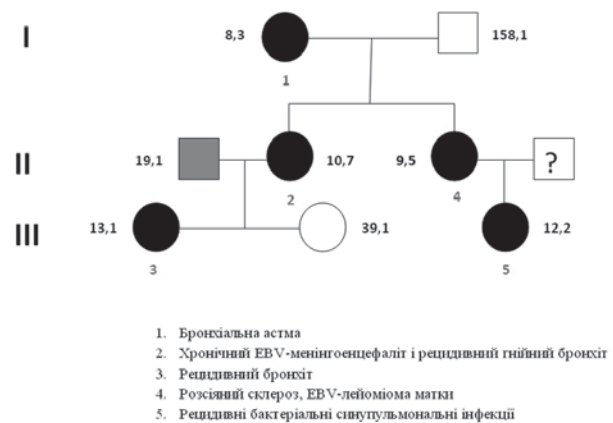 I
8,3
158,1
1
II
19,1
10,7
9,5
?
2
4
III
13,1
39,1
12,2
3
5
1. Бронхіальна астма
2. Хронічний EBV-менінгоенцефаліт і рецидивний гнійний бронхіт
3. Рецидивний бронхіт
4. Розсіяний склероз, EBV-лейоміома матки
5. Рецидивні бактеріальні синупульмональні інфекції